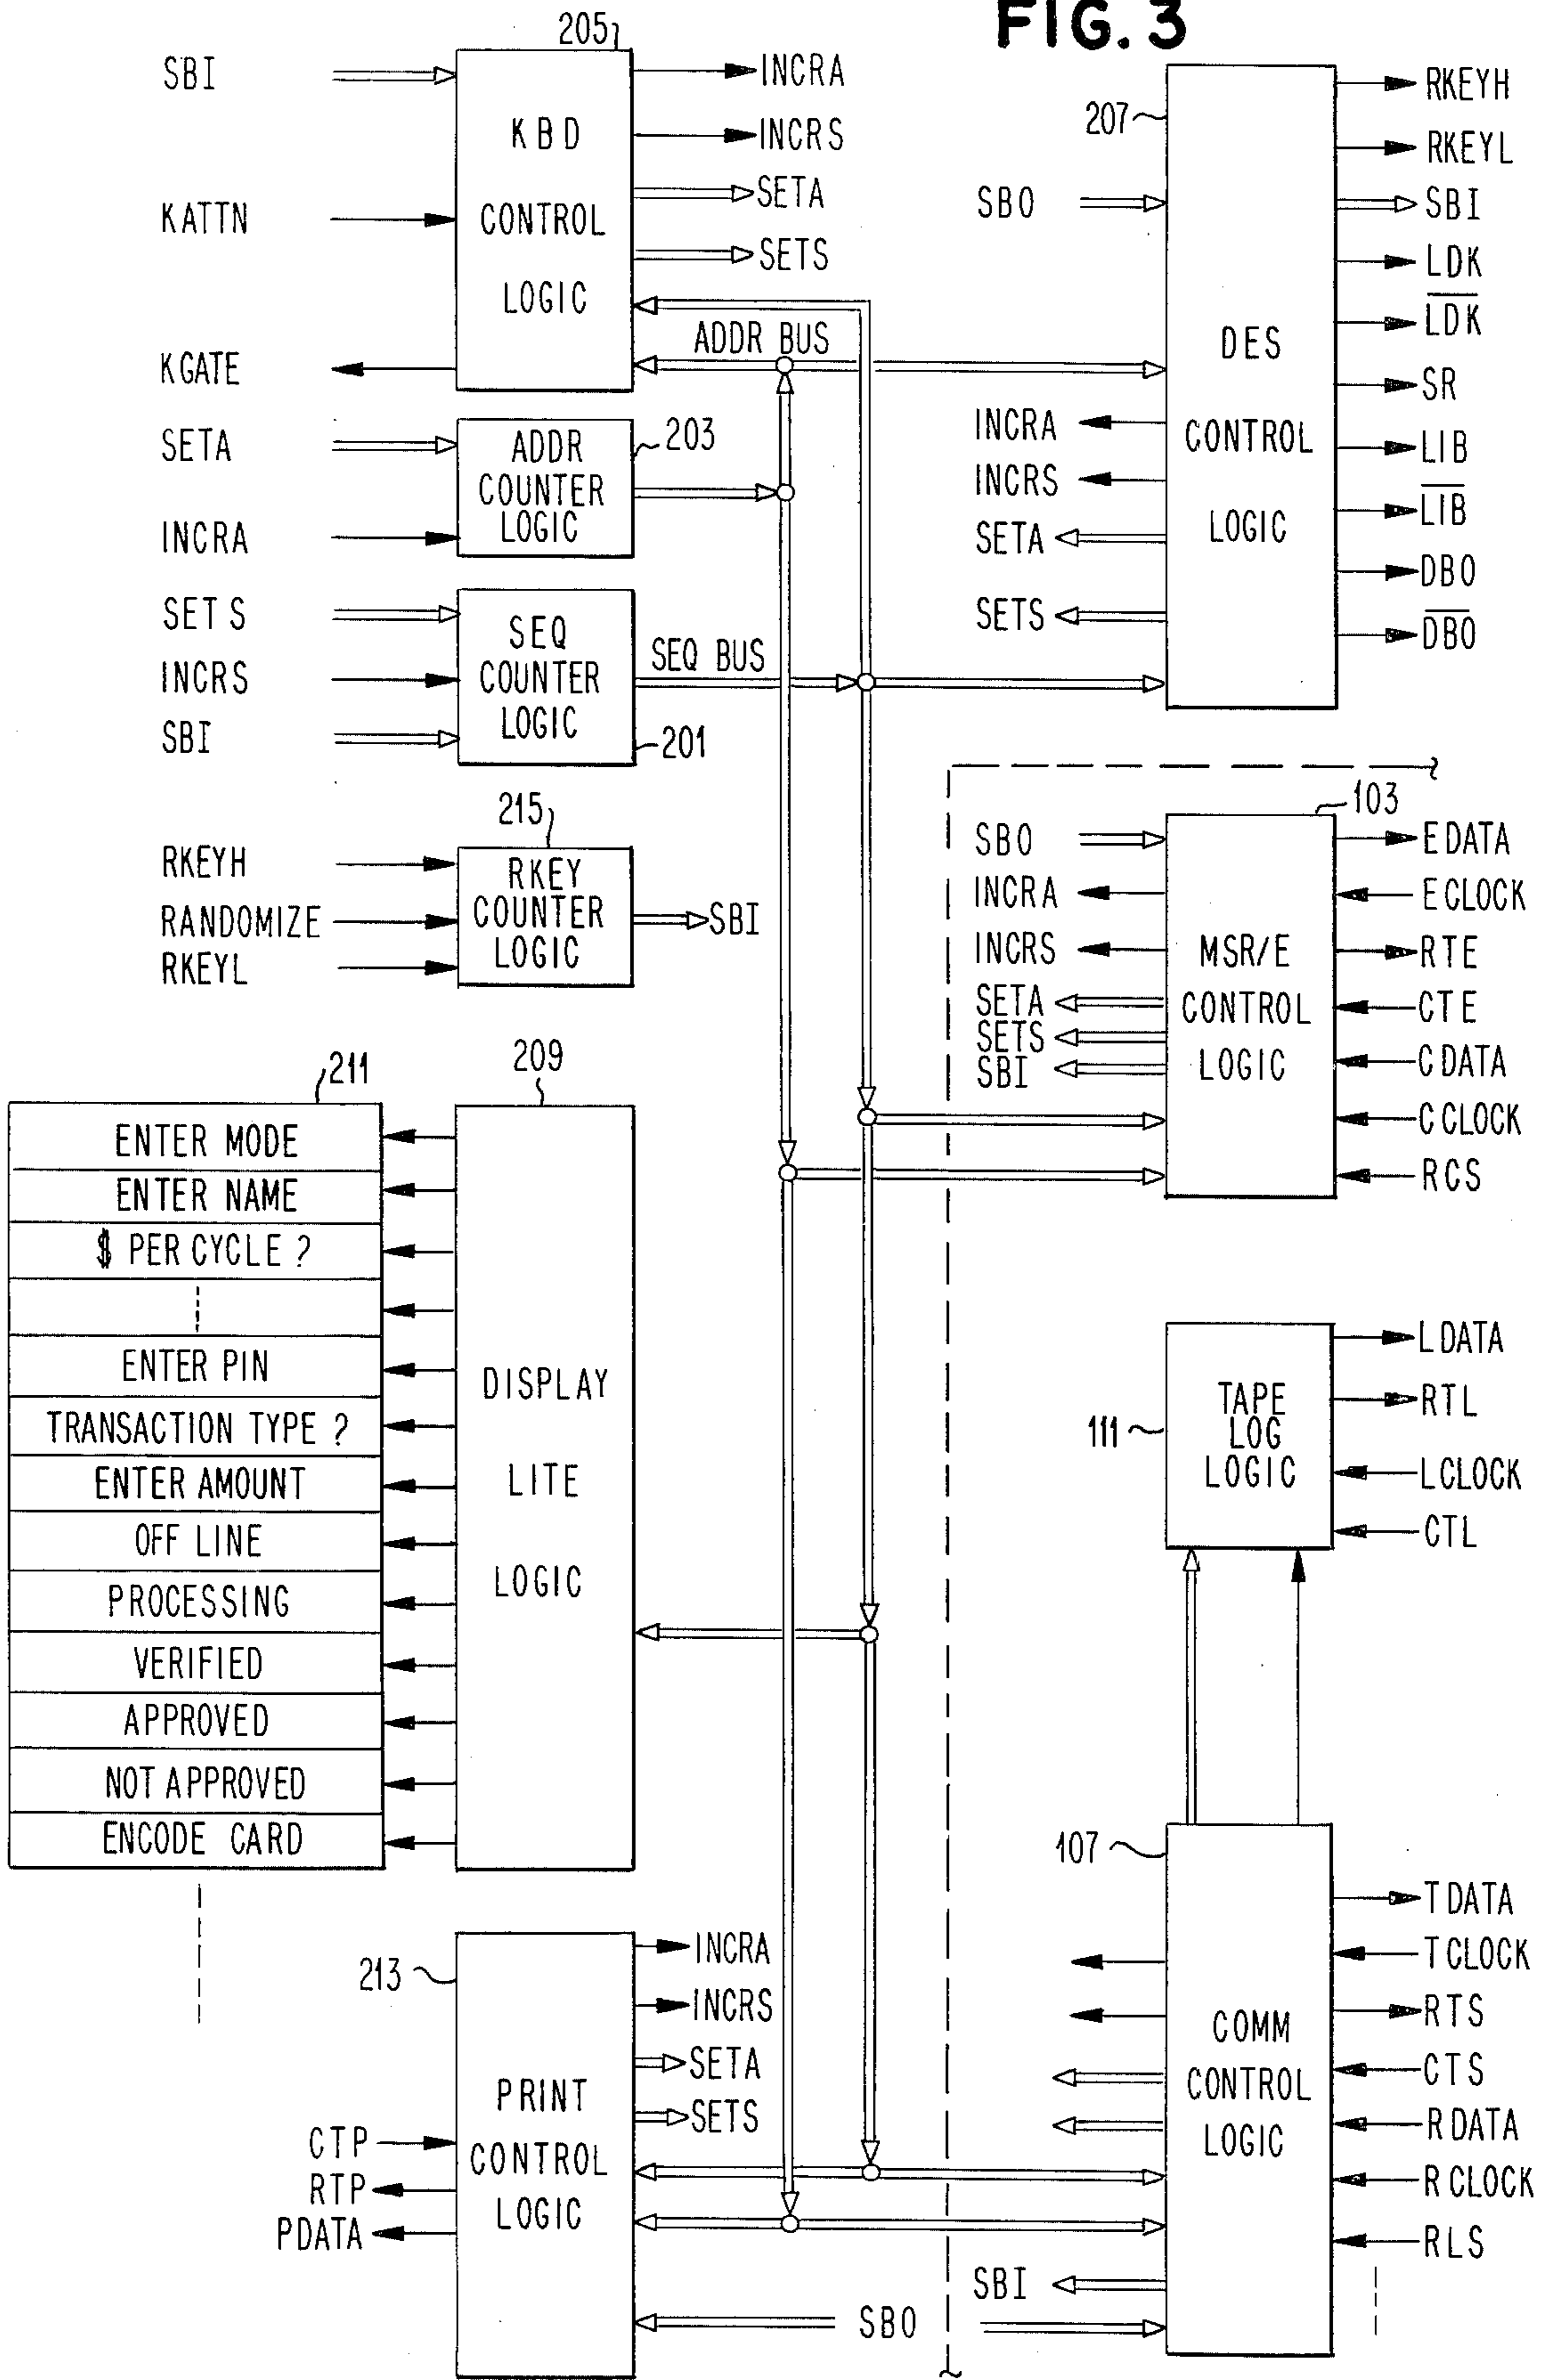 FIG. 3
205
SBI
KATTN
KGATE
KBD
CONTROL
LOGIC
INCRA
INCRS
SETA
SETS
ADDR BUS
SETA
INCRA
ADDR
COUNTER
LOGIC
203
SETS
INCRS
SBI
SEQ
COUNTER
LOGIC
SEQ BUS
201
215
RKEYH
RANDOMIZE
RKEYL
RKEY
COUNTER
LOGIC
SBI
211
ENTER MODE
ENTER NAME
$ PER CYCLE ?
ENTER PIN
TRANSACTION TYPE ?
ENTER AMOUNT
OFF LINE
PROCESSING
VERIFIED
APPROVED
NOT APPROVED
ENCODE CARD
209
DISPLAY
LITE
LOGIC
213
CTP
RTP
PDATA
PRINT
CONTROL
LOGIC
INCRA
INCRS
SETA
SETS
SBO
207
SBO
INCRA
INCRS
SETA
SETS
DES
CONTROL
LOGIC
RKEYH
RKEYL
SBI
LDK
L̅D̅K̅
SR
LIB
L̅I̅B̅
DBO
D̅B̅O̅
103
SBO
INCRA
INCRS
SETA
SETS
SBI
MSR/E
CONTROL
LOGIC
EDATA
ECLOCK
RTE
CTE
CDATA
CCLOCK
RCS
111
TAPE
LOG
LOGIC
LDATA
RTL
LCLOCK
CTL
107
COMM
CONTROL
LOGIC
SBI
TDATA
TCLOCK
RTS
CTS
RDATA
RCLOCK
RLS